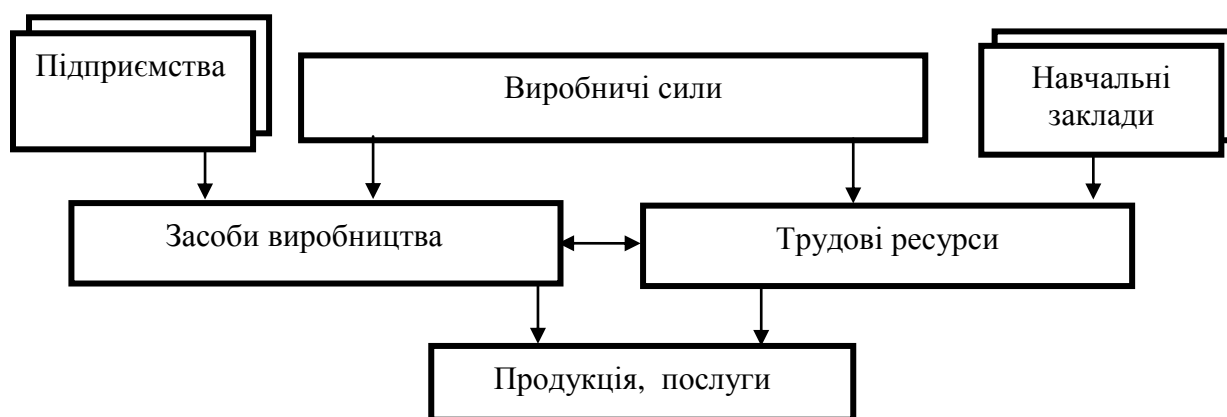 Підприємства
Виробничі сили
Навчальні
заклади
Засоби виробництва
Трудові ресурси
Продукція, послуги